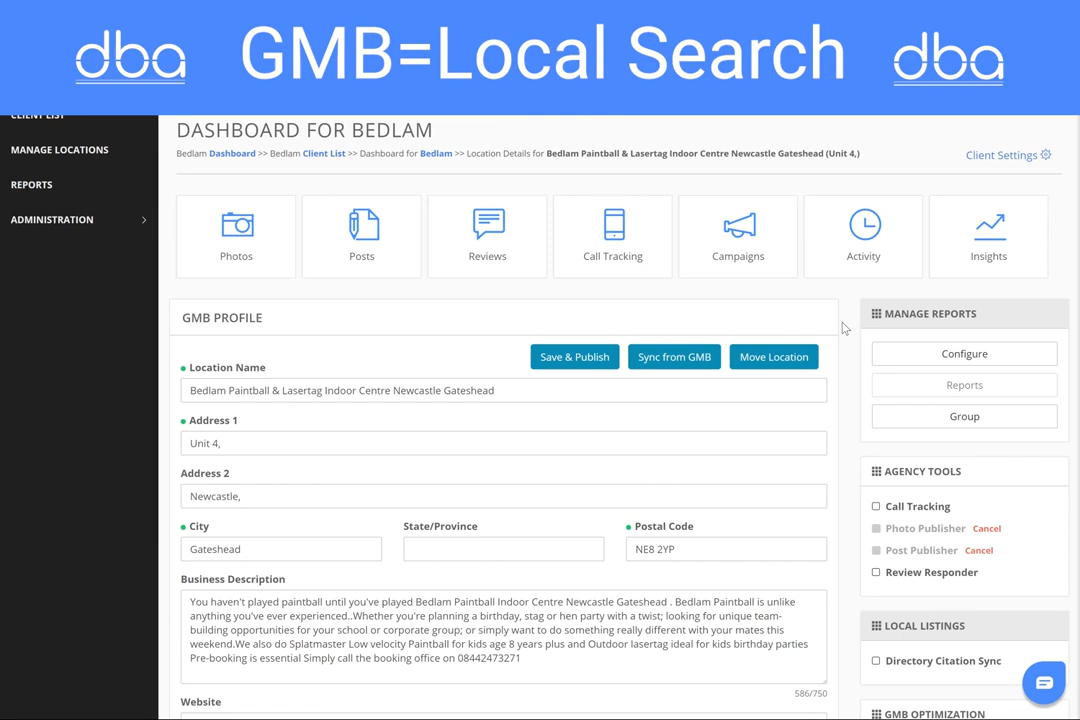 dba
GMB=Local Search
dba
CLIENT LIST
MANAGE LOCATIONS
REPORTS
ADMINISTRATION
DASHBOARD FOR BEDLAM
Bedlam Dashboard >> Bedlam Client List >> Dashboard for Bedlam >> Location Details for Bedlam Paintball & Lasertag Indoor Centre Newcastle Gateshead (Unit 4,)
Client Settings
Photos
Posts
Reviews
Call Tracking
Campaigns
Activity
Insights
GMB PROFILE
Save & Publish
Sync from GMB
Move Location
Location Name
Bedlam Paintball & Lasertag Indoor Centre Newcastle Gateshead
Address 1
Unit 4,
Address 2
Newcastle,
City
State/Province
Postal Code
Gateshead
NE8 2YP
Business Description
You haven't played paintball until you've played Bedlam Paintball Indoor Centre Newcastle Gateshead . Bedlam Paintball is unlike
anything you've ever experienced..Whether you're planning a birthday, stag or hen party with a twist; looking for unique team-
building opportunities for your school or corporate group; or simply want to do something really different with your mates this
weekend.We also do Splatmaster Low velocity Paintball for kids age 8 years plus and Outdoor lasertag ideal for kids birthday parties
Pre-booking is essential Simply call the booking office on 08442473271
586/750
Website
MANAGE REPORTS
Configure
Reports
Group
AGENCY TOOLS
Call Tracking
Photo Publisher Cancel
Post Publisher Cancel
Review Responder
LOCAL LISTINGS
Directory Citation Sync
GMB OPTIMIZATION